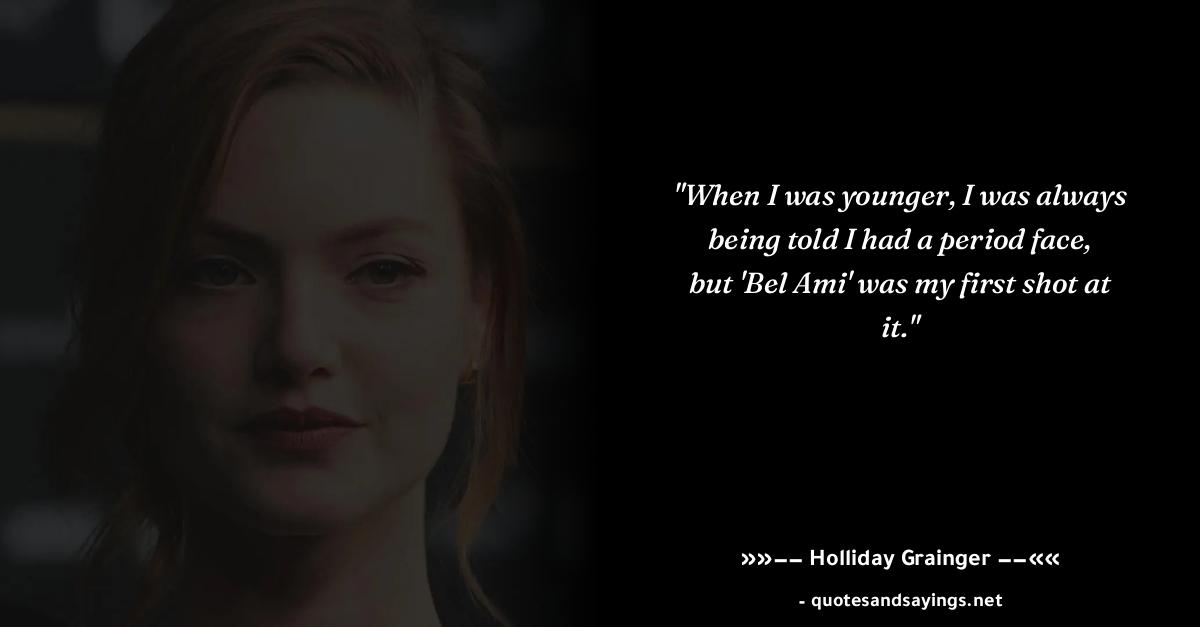 "When I was younger, I was always
being told I had a period face,
but 'Bel Ami' was my first shot at
it."
»»−− Holliday Grainger −−««
- quotesandsayings.net